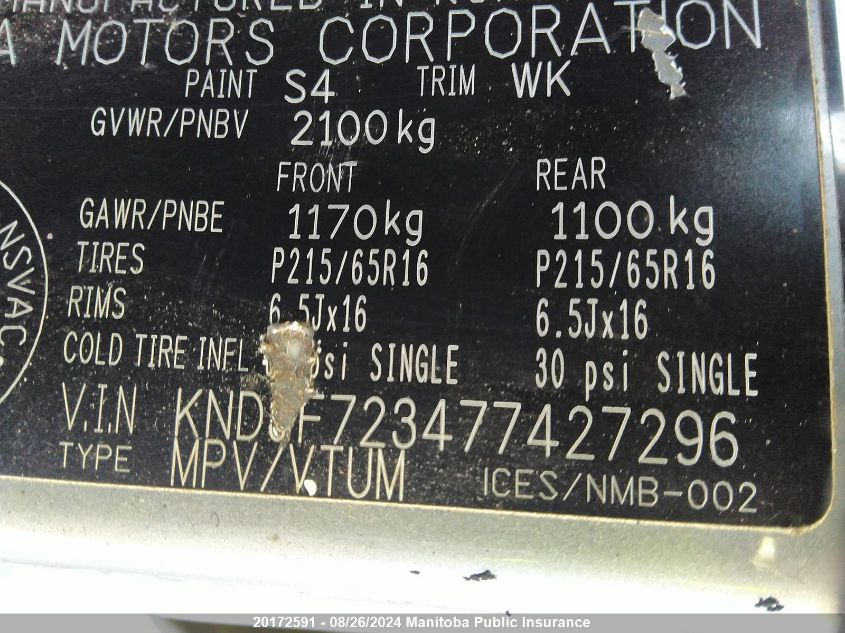 MOTORS CORPORATION
PAINT S4 TRIM WK
GVWR/PNBV 2100kg
FRONT REAR
GAWR/PNBE 1170kg 1100kg
TIRES P215/65R16 P215/65R16
RIMS 6.5Jx16 6.5Jx16
COLD TIRE SINGLE 30 psi SINGLE
V.I.N
TYPE MPV/VTUM ICES/NMB-002
20172591 - 08/26/2024 Manitoba Public Insurance